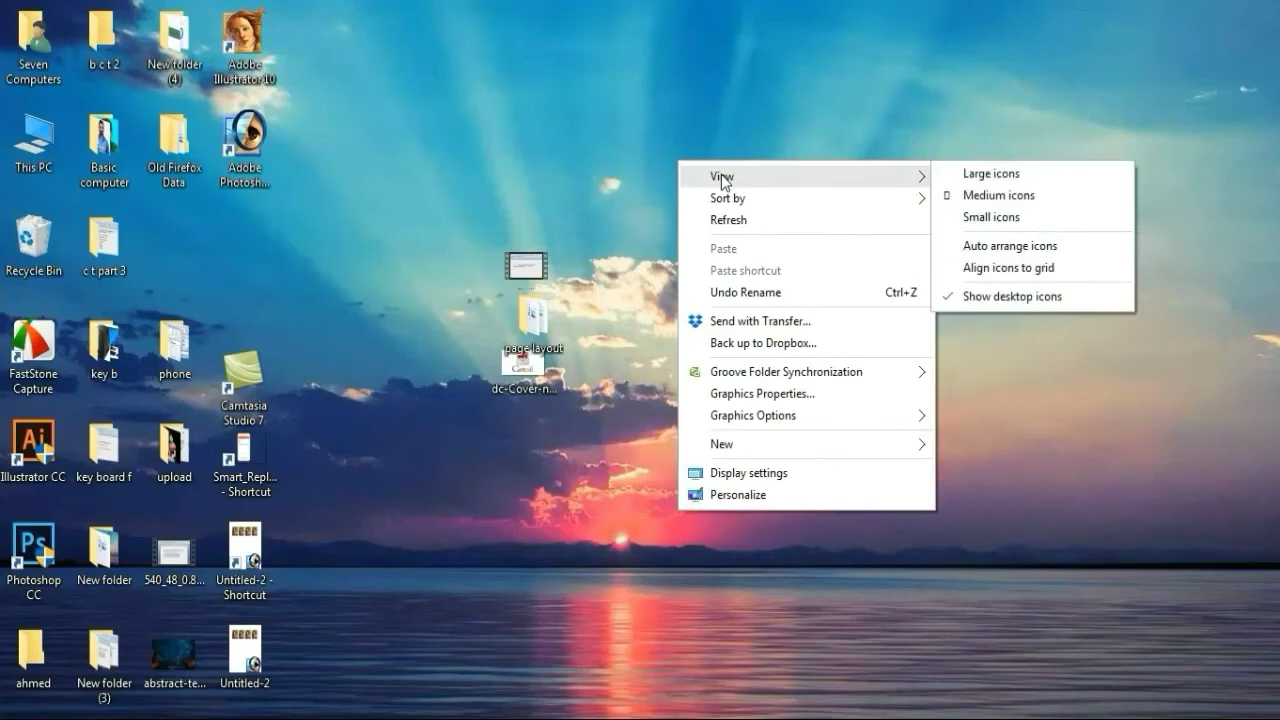 Seven
Computers
b c t 2
New folder
(4)
Adobe
Illustrator 10
This PC
Basic
computer
Old Firefox
Data
Adobe
Photosh...
Recycle Bin
c t part 3
FastStone
Capture
key b
phone
Camtasia
Studio 7
Ai
Illustrator CC
key board f
upload
Smart_Repl...
- Shortcut
Ps
Photoshop
CC
New folder
540_48_0.8...
Untitled-2 -
Shortcut
ahmed
New folder
(3)
abstract-te...
Untitled-2
page layout
Gmail
dc-Cover-n...
View
Sort by
Refresh
Paste
Paste shortcut
Undo Rename Ctrl+Z
Send with Transfer...
Back up to Dropbox...
Groove Folder Synchronization
Graphics Properties...
Graphics Options
New
Display settings
Personalize
Large icons
Medium icons
Small icons
Auto arrange icons
Align icons to grid
Show desktop icons